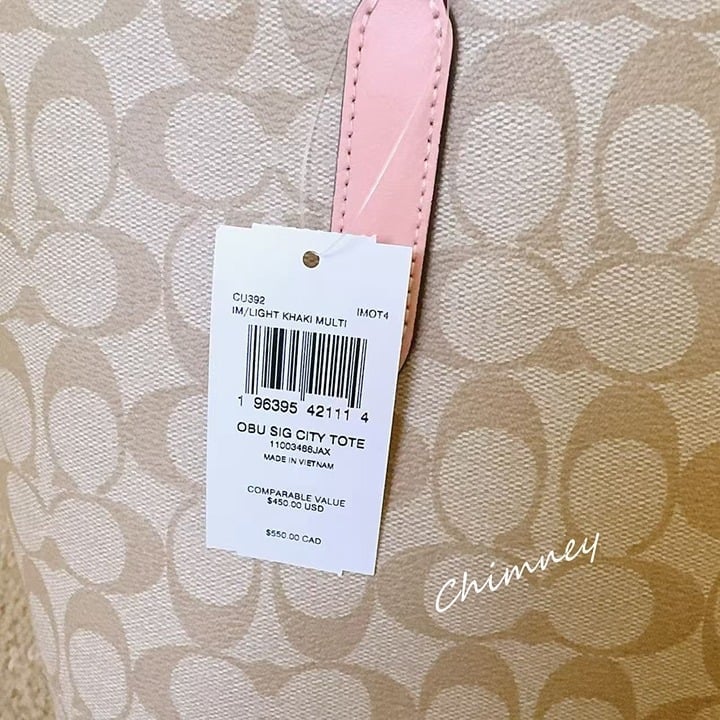 CU392
IM/LIGHT KHAKI MULTI IMOT4
1 96395 42111 4
OBU SIG CITY TOTE
11003468JAX
MADE IN VIETNAM
COMPARABLE VALUE
$450.00 USD
$550.00 CAD
Chimney